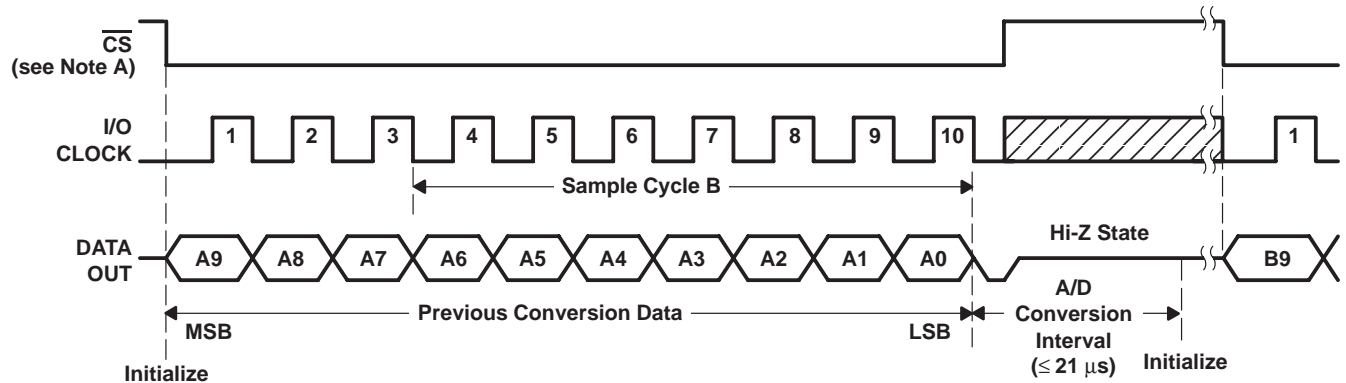 CS
(see Note A)
I/O
CLOCK
1 2 3 4 5 6 7 8 9 10 1
Sample Cycle B
DATA
OUT
A9 A8 A7 A6 A5 A4 A3 A2 A1 A0 B9
Hi-Z State
Previous Conversion Data
MSB
LSB
A/D
Conversion
Interval
(≤ 21 μs)
Initialize
Initialize